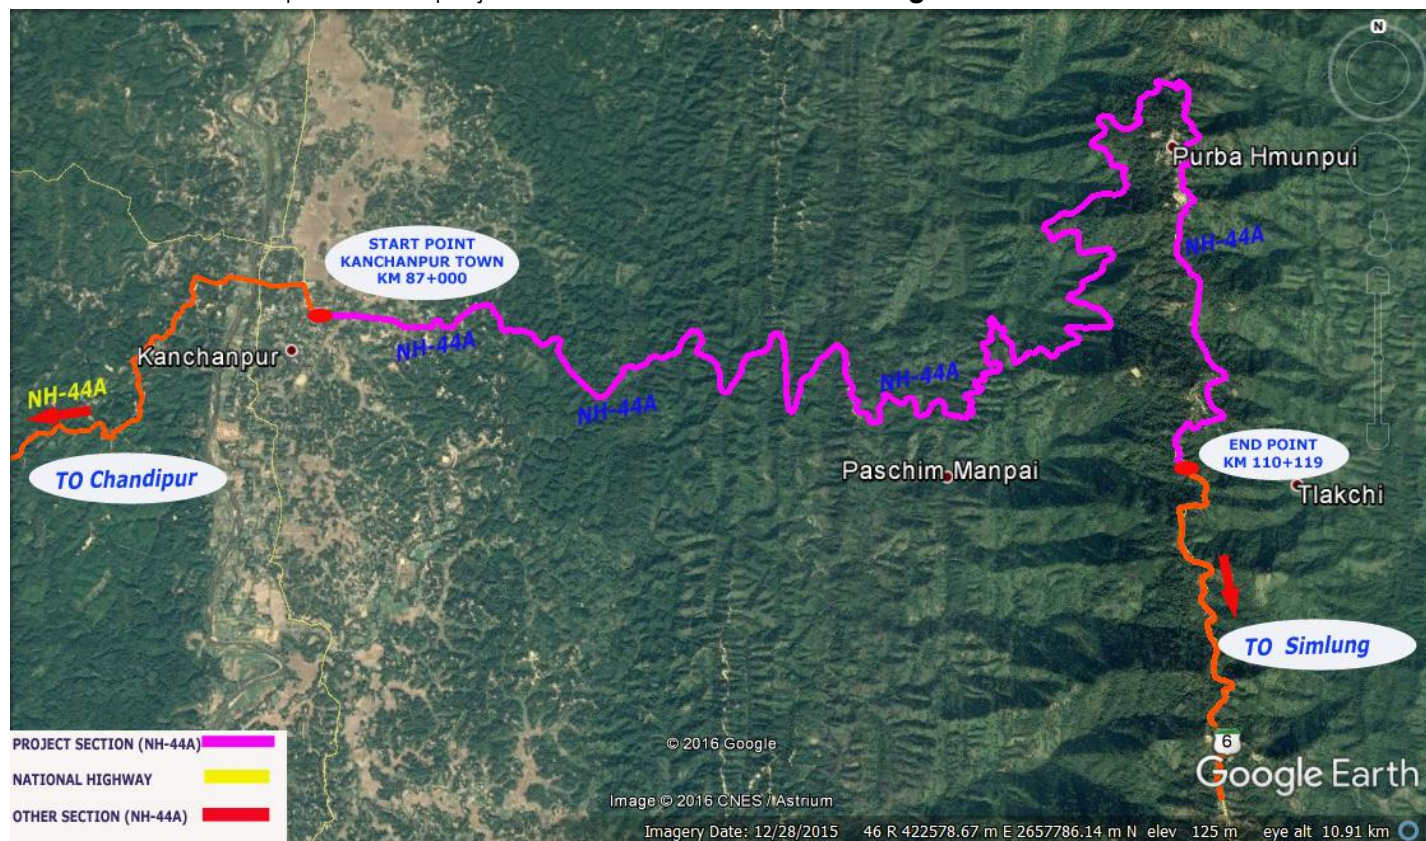 N
Purba Hmunpui
START POINT
KANCHANPUR TOWN
KM 87+000
NH-44A
NH-44A
Kanchanpur
NH-44A
NH-44A
NH-44A
END POINT
KM 110+119
Paschim Manpai
TO Chandipur
Tlakchi
TO Simlung
PROJECT SECTION (NH-44A)
NATIONAL HIGHWAY
OTHER SECTION (NH-44A)
6
© 2016 Google
Google Earth
Image © 2016 CNES / Astrium
Imagery Date: 12/28/2015 46 R 422578.67 m E 2657786.14 m N elev 125 m eye alt 10.91 km